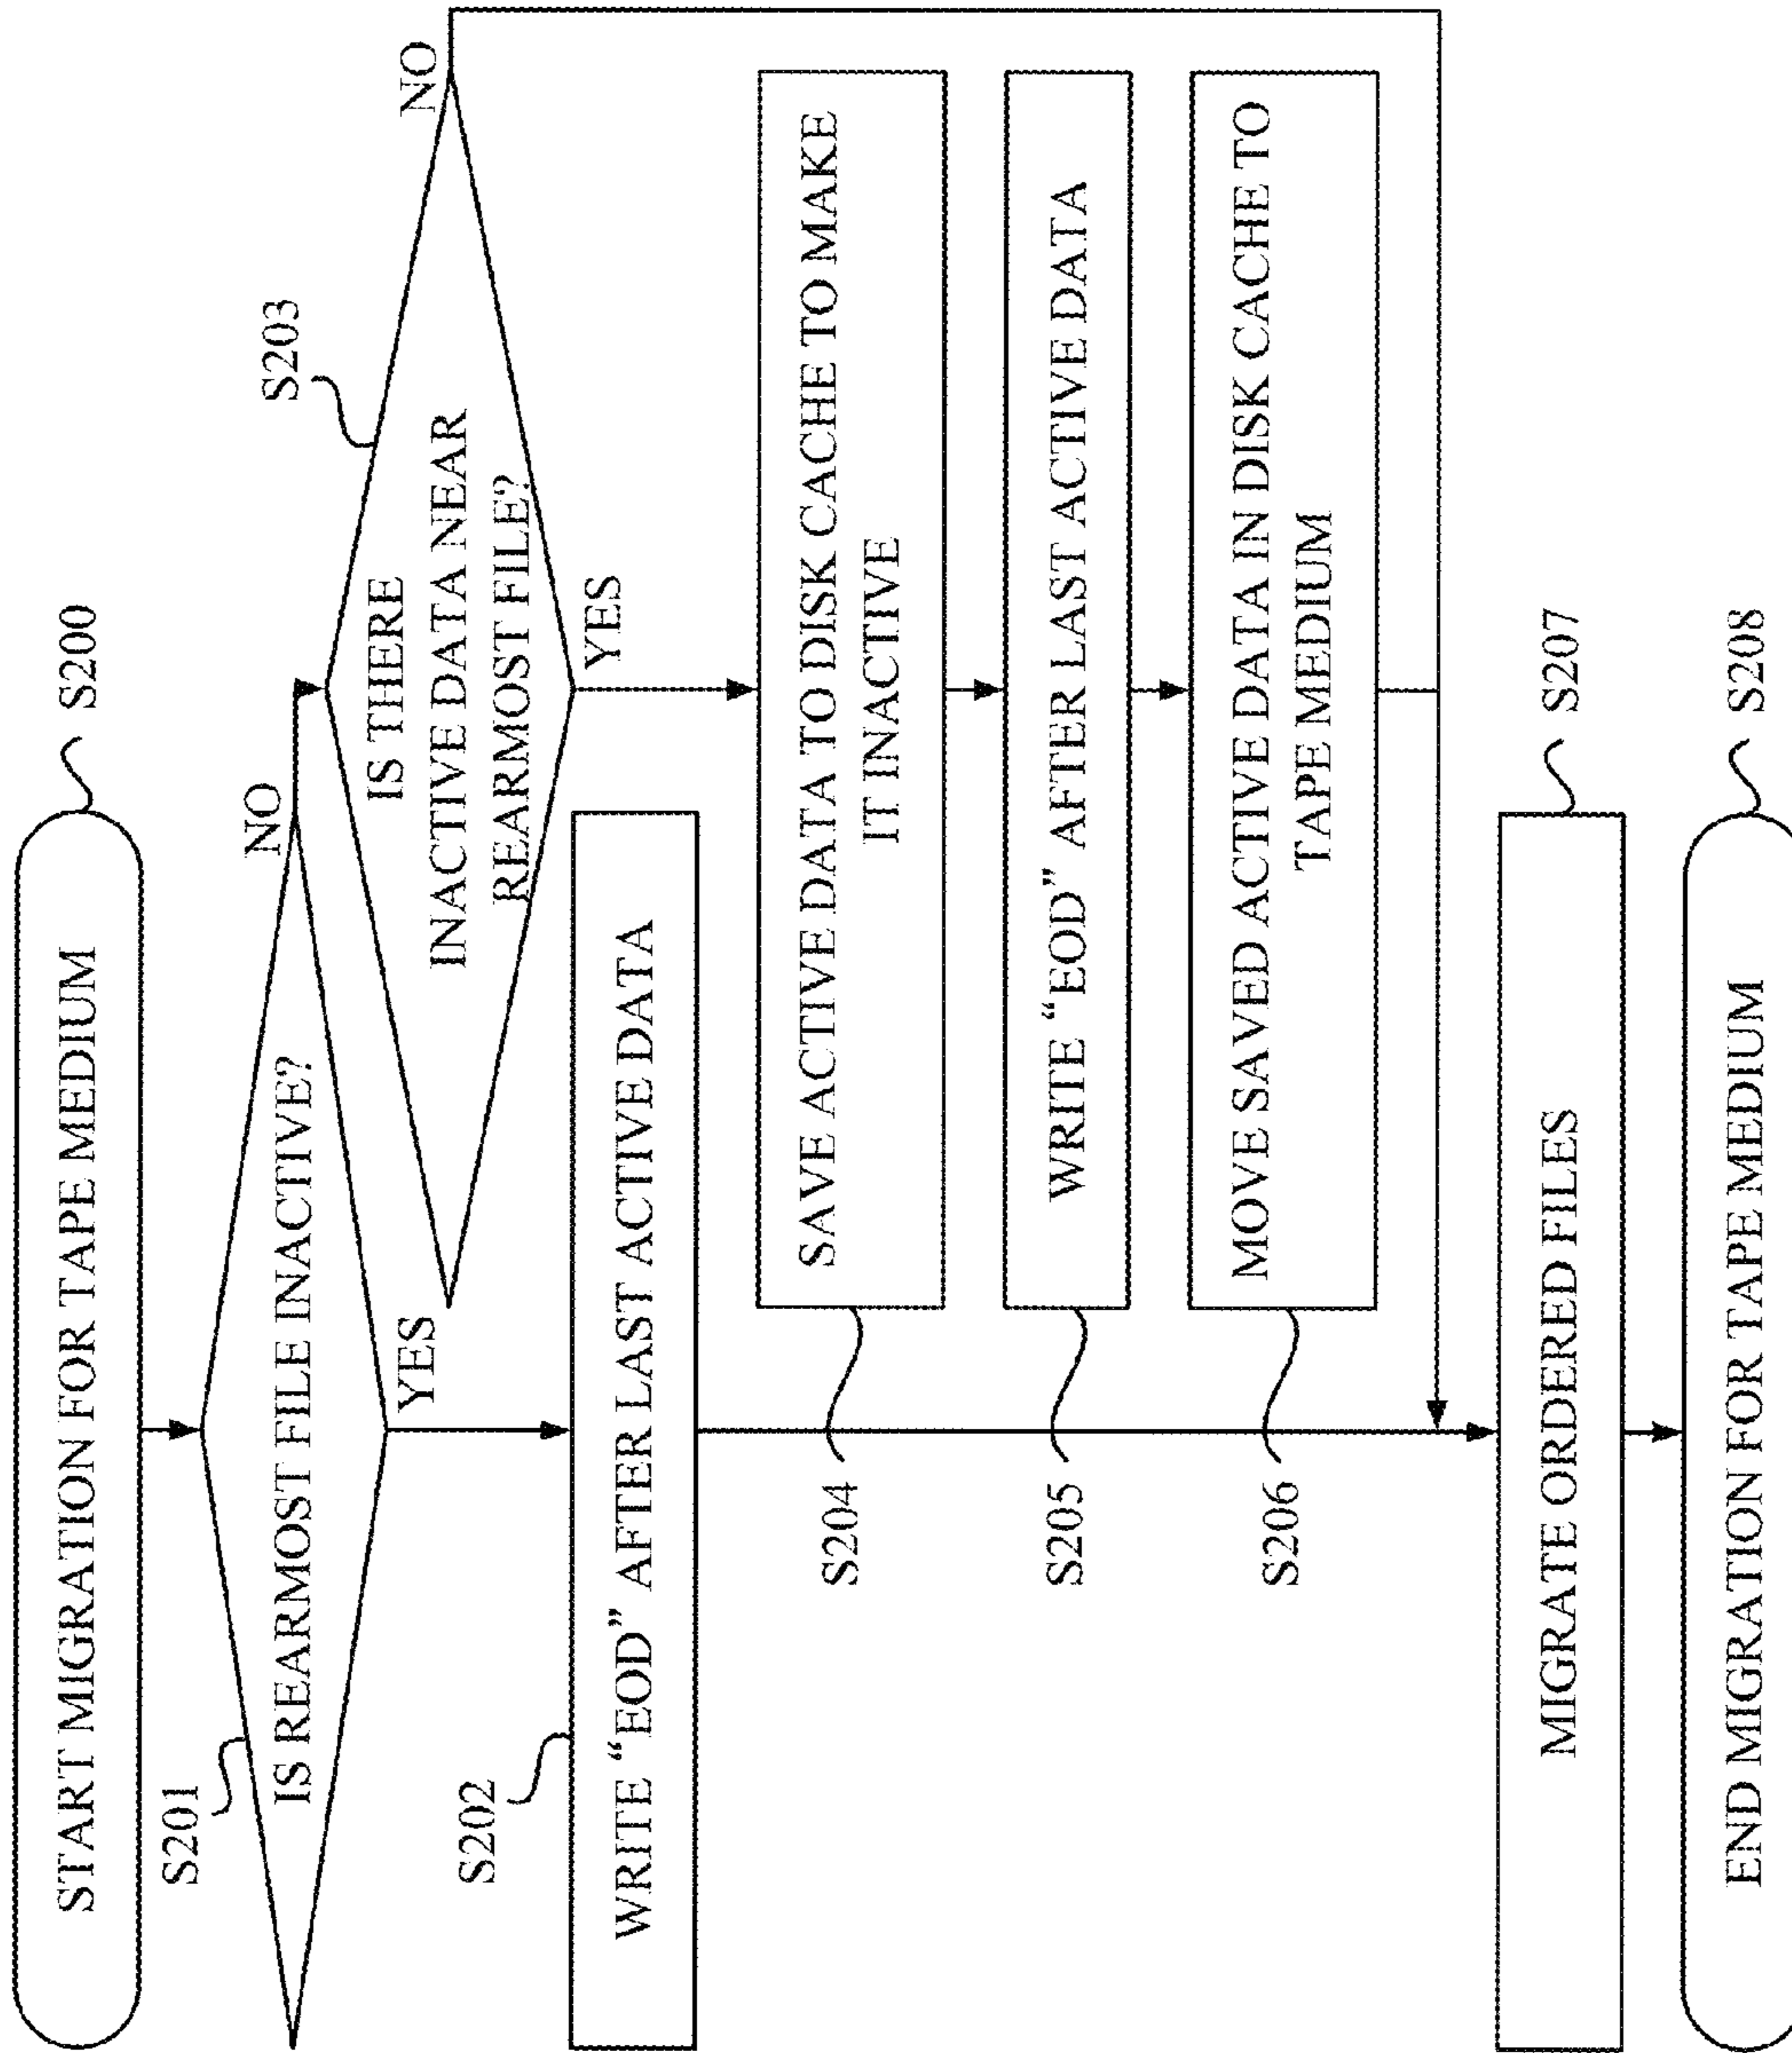 START MIGRATION FOR TAPE MEDIUM
S200
S201
IS REARMOST FILE INACTIVE?
NO
YES
S203
IS THERE
INACTIVE DATA NEAR
REARMOST FILE?
NO
YES
S202
WRITE “EOD” AFTER LAST ACTIVE DATA
S204
SAVE ACTIVE DATA TO DISK CACHE TO MAKE
IT INACTIVE
S205
WRITE “EOD” AFTER LAST ACTIVE DATA
S206
MOVE SAVED ACTIVE DATA IN DISK CACHE TO
TAPE MEDIUM
MIGRATE ORDERED FILES
S207
END MIGRATION FOR TAPE MEDIUM
S208